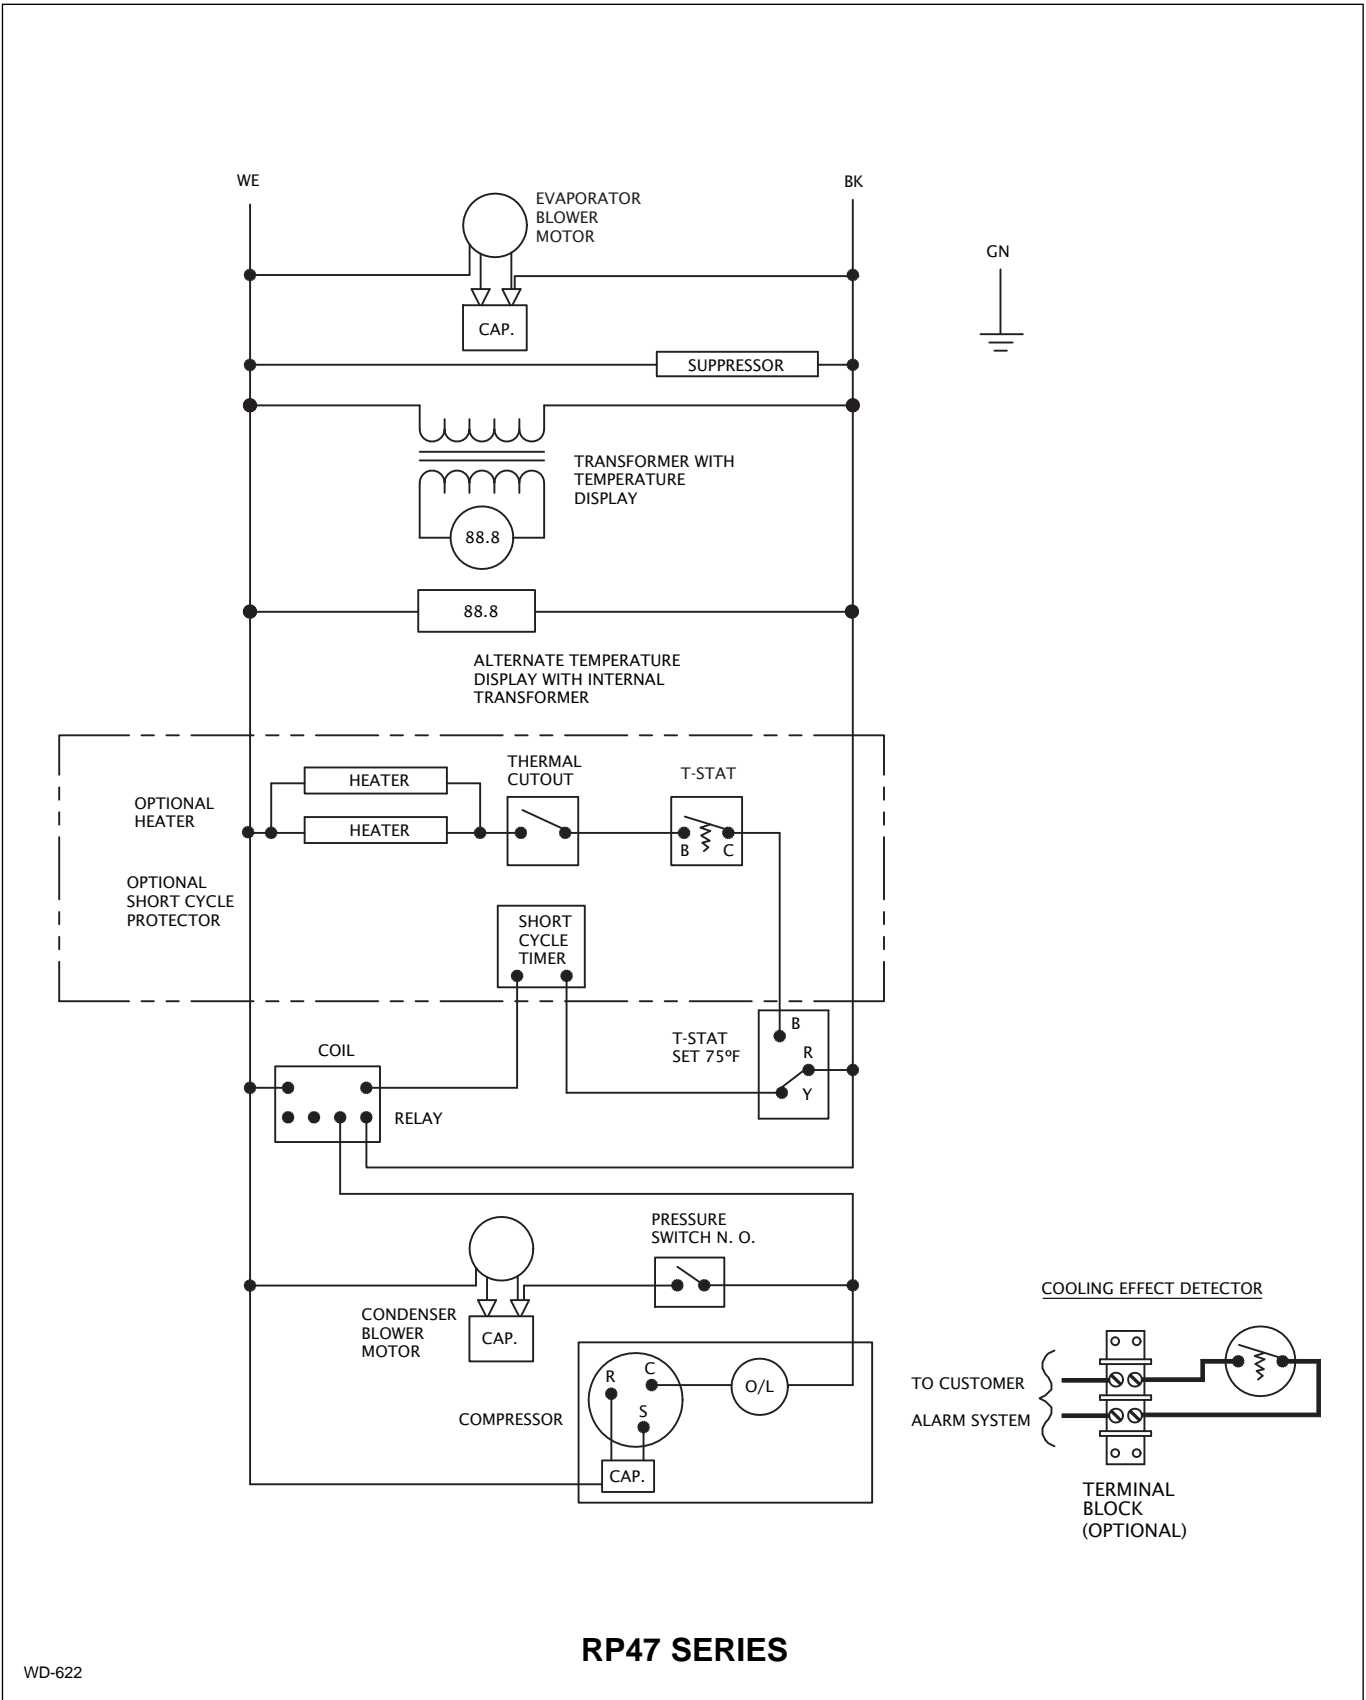 WE
BK
EVAPORATOR
BLOWER
MOTOR
GN
CAP.
SUPPRESSOR
TRANSFORMER WITH
TEMPERATURE
DISPLAY
88.8
88.8
ALTERNATE TEMPERATURE
DISPLAY WITH INTERNAL
TRANSFORMER
THERMAL
CUTOUT
T-STAT
HEATER
OPTIONAL
HEATER
HEATER
B
C
OPTIONAL
SHORT CYCLE
PROTECTOR
SHORT
CYCLE
TIMER
B
T-STAT
SET 75ºF
R
Y
COIL
RELAY
PRESSURE
SWITCH N. O.
CONDENSER
BLOWER
MOTOR
CAP.
COOLING EFFECT DETECTOR
R
C
O/L
S
COMPRESSOR
CAP.
TO CUSTOMER
ALARM SYSTEM
TERMINAL
BLOCK
(OPTIONAL)
RP47 SERIES
WD-622